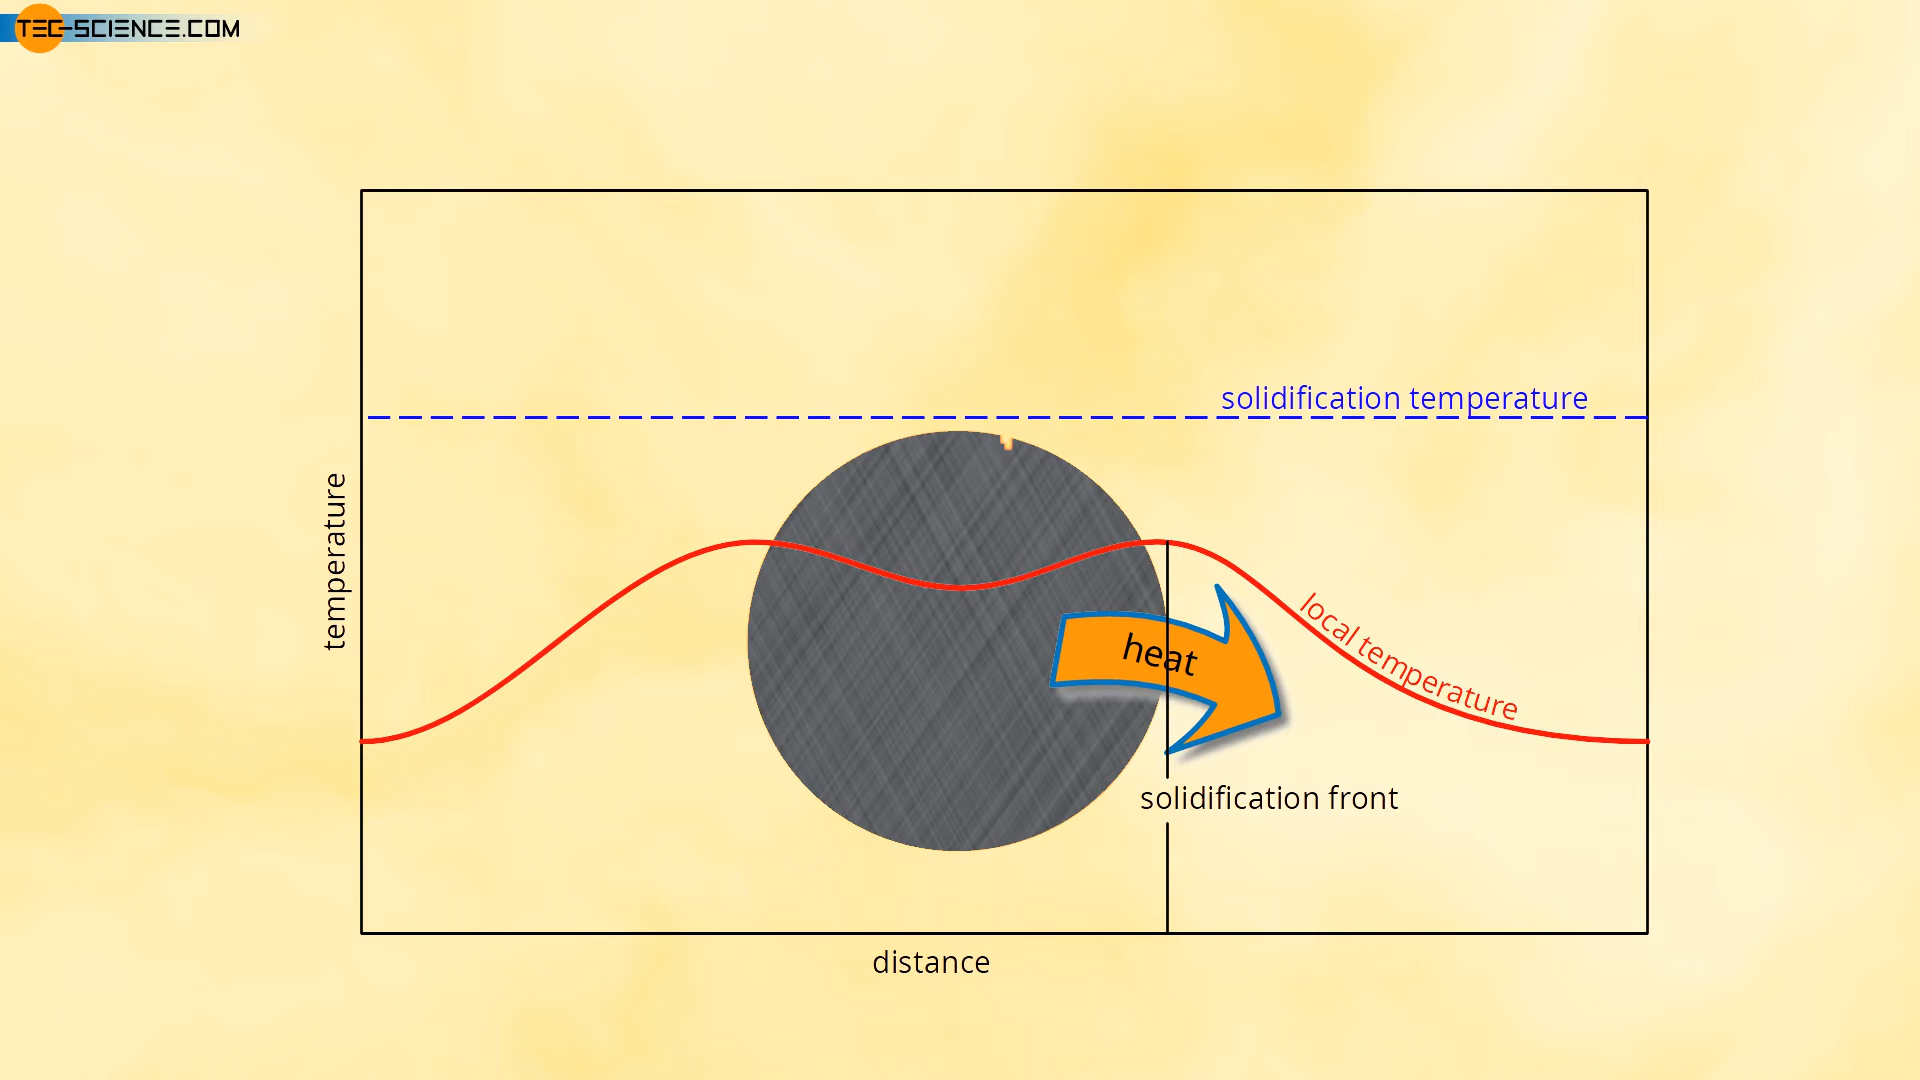 TEC-SCIENCE.COM
solidification temperature
temperature
local temperature
heat
solidification front
distance